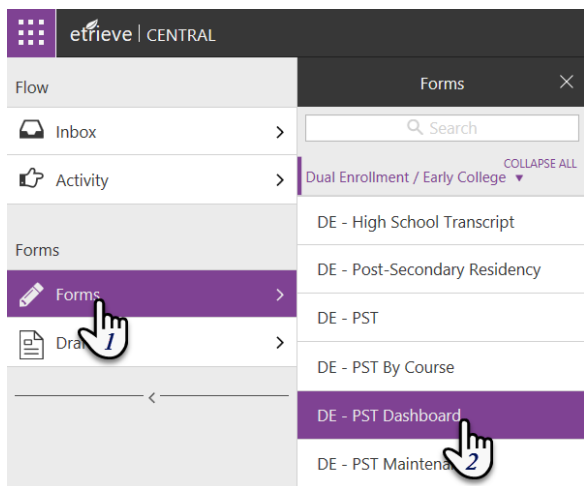 etrieve | CENTRAL
Flow
Inbox
Activity
Forms
Forms
1
Forms
Search
COLLAPSE ALL
Dual Enrollment / Early College
DE - High School Transcript
DE - Post-Secondary Residency
DE - PST
DE - PST By Course
DE - PST Dashboard
2
DE - PST